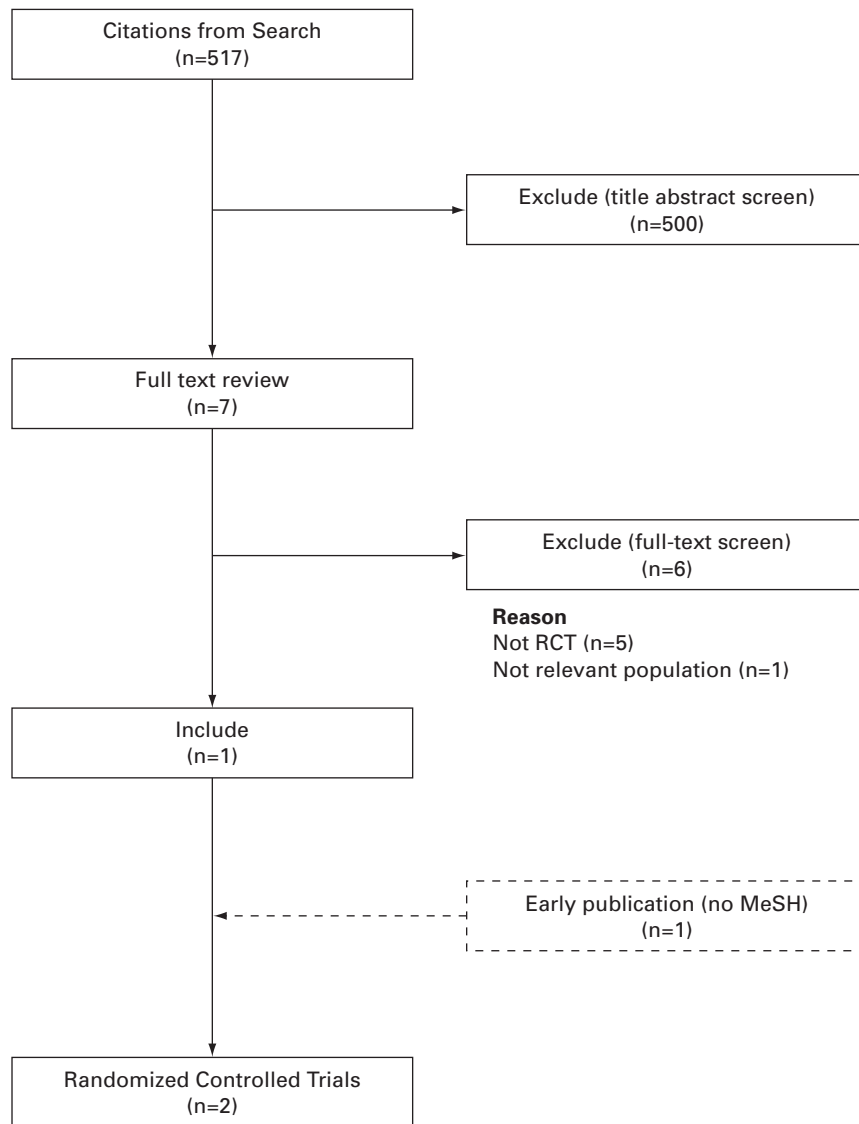 Citations from Search
(n=517)
Exclude (title abstract screen)
(n=500)
Full text review
(n=7)
Exclude (full-text screen)
(n=6)
Reason
Not RCT (n=5)
Not relevant population (n=1)
Include
(n=1)
Early publication (no MeSH)
(n=1)
Randomized Controlled Trials
(n=2)